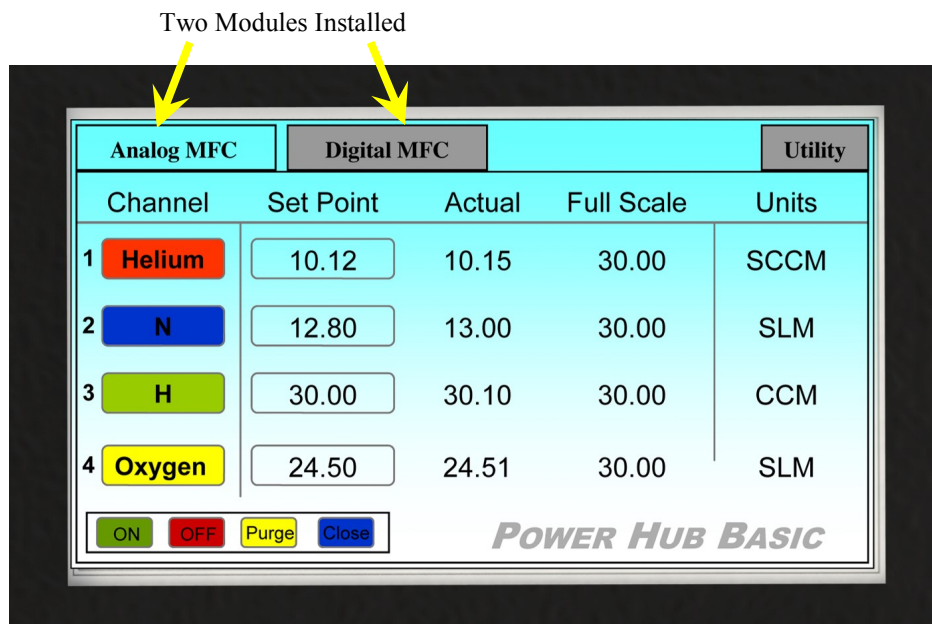 Two Modules Installed
Analog MFC Digital MFC Utility
Channel Set Point Actual Full Scale Units
1 Helium 10.12 10.15 30.00 SCCM
2 N 12.80 13.00 30.00 SLM
3 H 30.00 30.10 30.00 CCM
4 Oxygen 24.50 24.51 30.00 SLM
ON OFF Purge Close POWER HUB BASIC